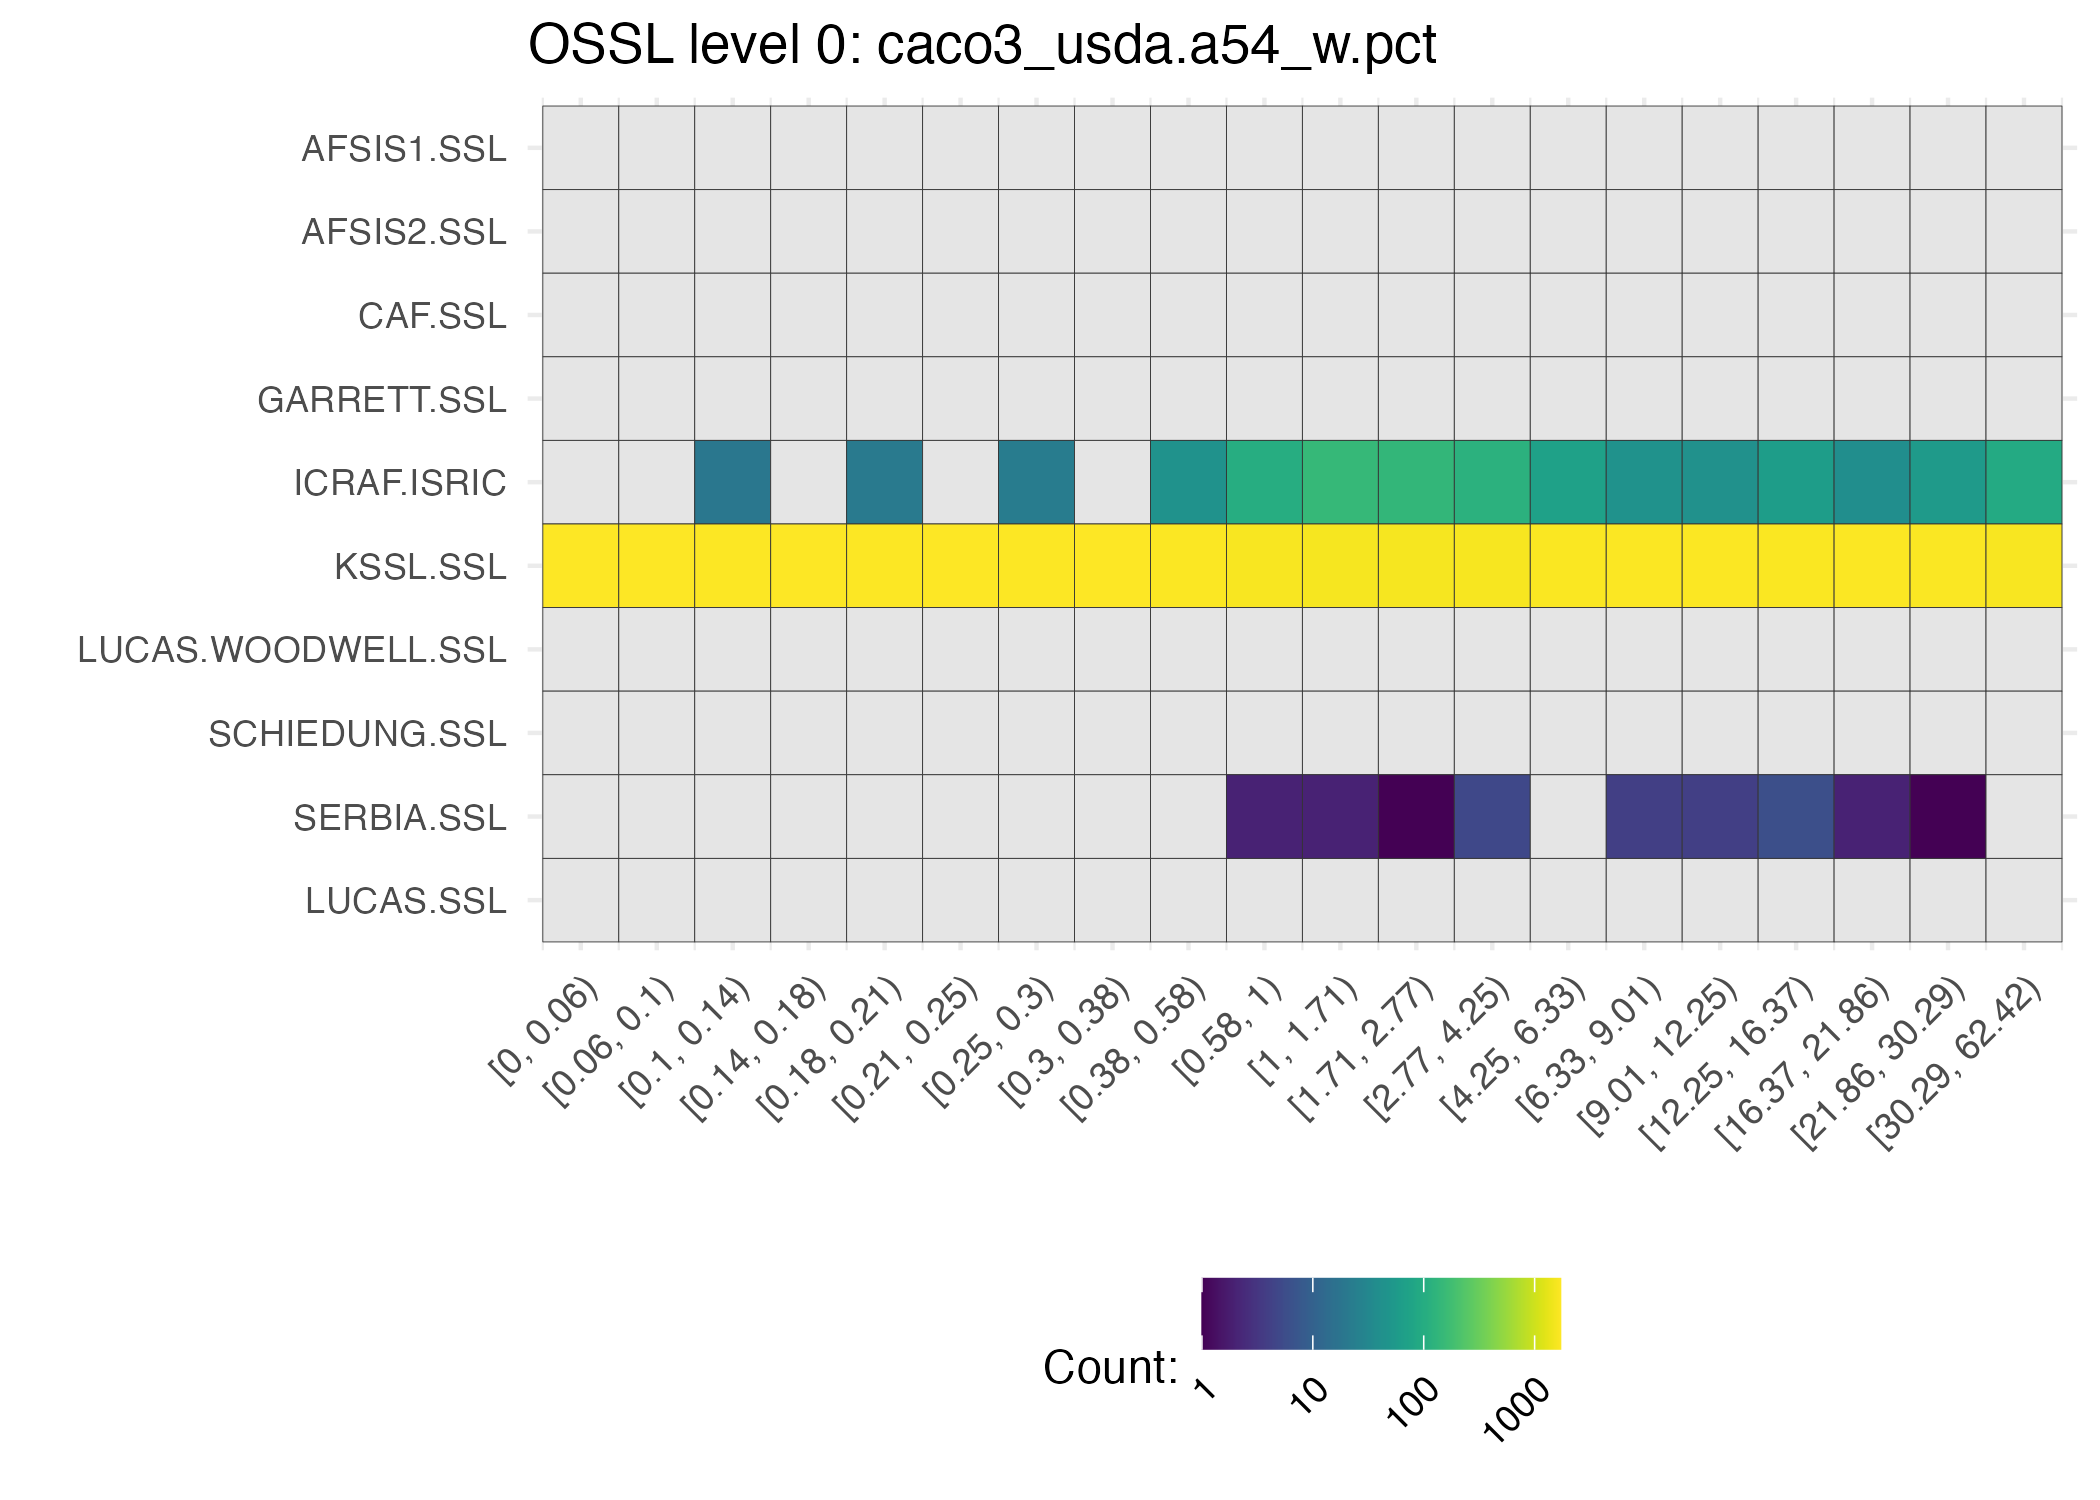 OSSL level 0: caco3_usda.a54_w.pct
AFSIS1.SSL
AFSIS2.SSL
CAF.SSL
GARRETT.SSL
ICRAF.ISRIC
KSSL.SSL
LUCAS.WOODWELL.SSL
SCHIEDUNG.SSL
SERBIA.SSL
LUCAS.SSL
[0, 0.06)
[0.06, 0.1)
[0.1, 0.14)
[0.14, 0.18)
[0.18, 0.21)
[0.21, 0.25)
[0.25, 0.3)
[0.3, 0.38)
[0.38, 0.58)
[0.58, 1)
[1, 1.71)
[1.71, 2.77)
[2.77, 4.25)
[4.25, 6.33)
[6.33, 9.01)
[9.01, 12.25)
[12.25, 16.37)
[16.37, 21.86)
[21.86, 30.29)
[30.29, 62.42)
Count:
1
10
100
1000